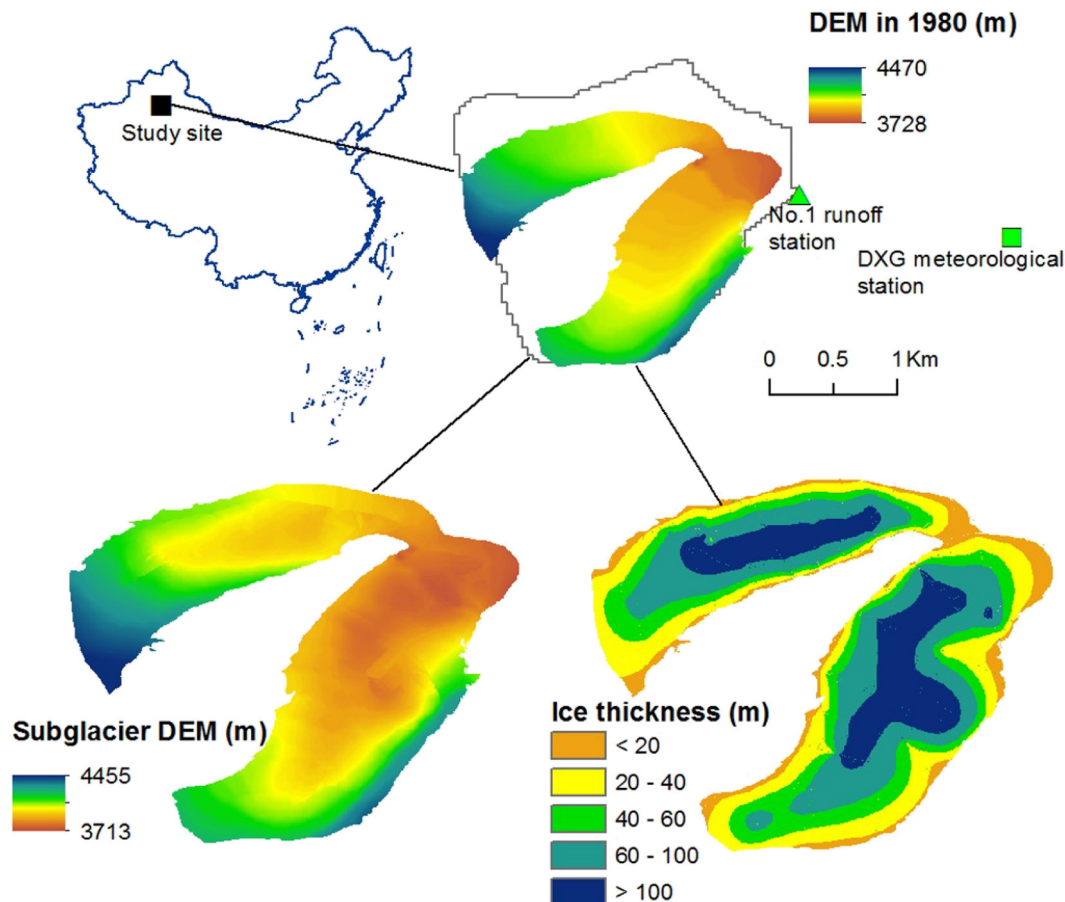 DEM in 1980 (m)
4470
3728
Study site
No.1 runoff
station
DXG meteorological
station
0 0.5 1 Km
Subglacier DEM (m)
4455
3713
Ice thickness (m)
< 20
20 - 40
40 - 60
60 - 100
> 100